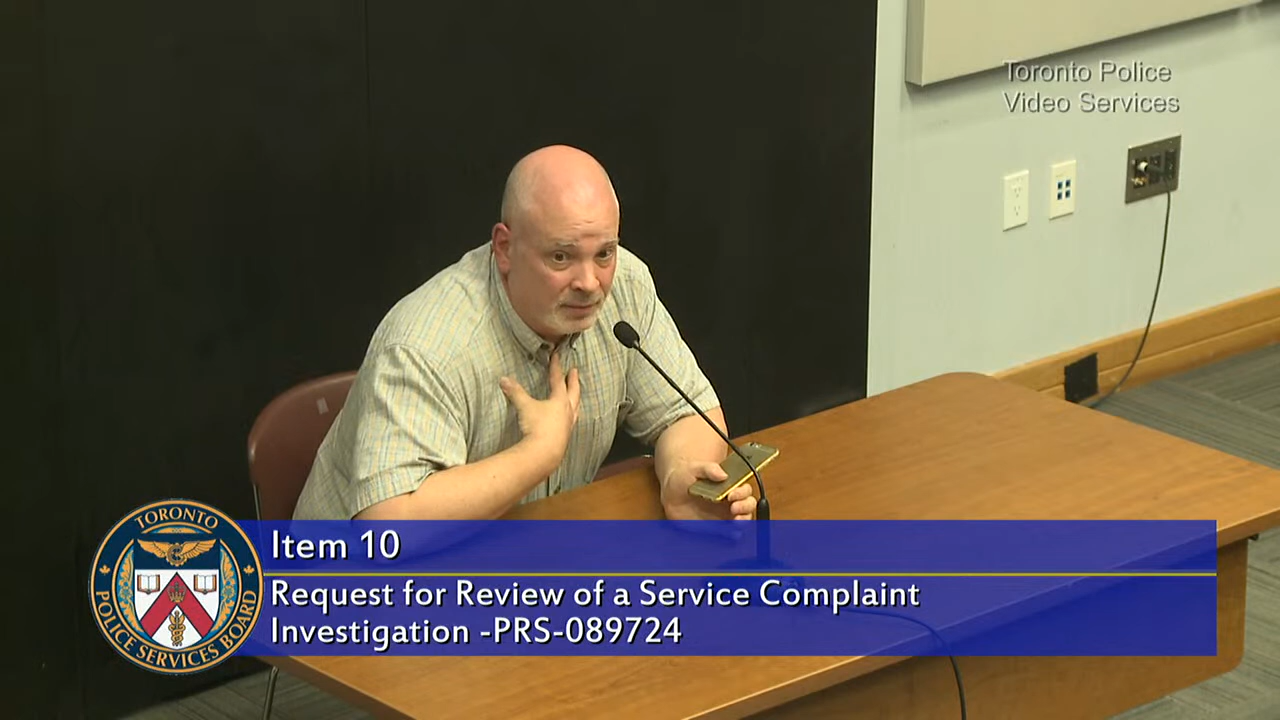 Toronto Police
Video Services
Item 10
Request for Review of a Service Complaint
Investigation -PRS-089724
TORONTO
POLICE SERVICES BOARD